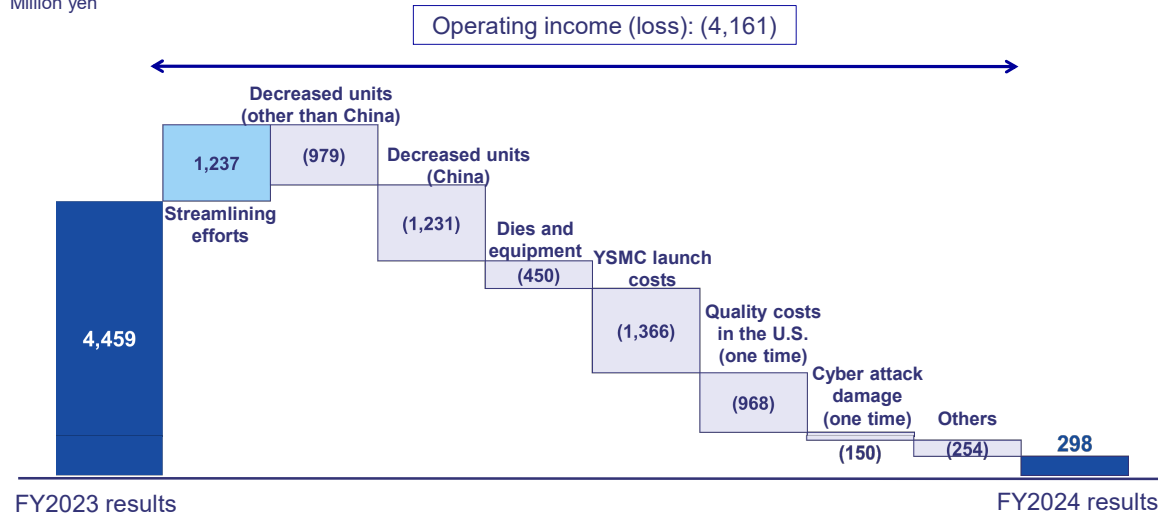 Million yen
Operating income (loss): (4,161)
Decreased units
(other than China)
1,237
(979)
Decreased units
(China)
Streamlining
efforts
(1,231)
Dies and
equipment
(450)
YSMC launch
costs
4,459
(1,366)
Quality costs
in the U.S.
(one time)
(968)
Cyber attack
damage
(one time)
(150)
Others
(254)
298
FY2023 results
FY2024 results